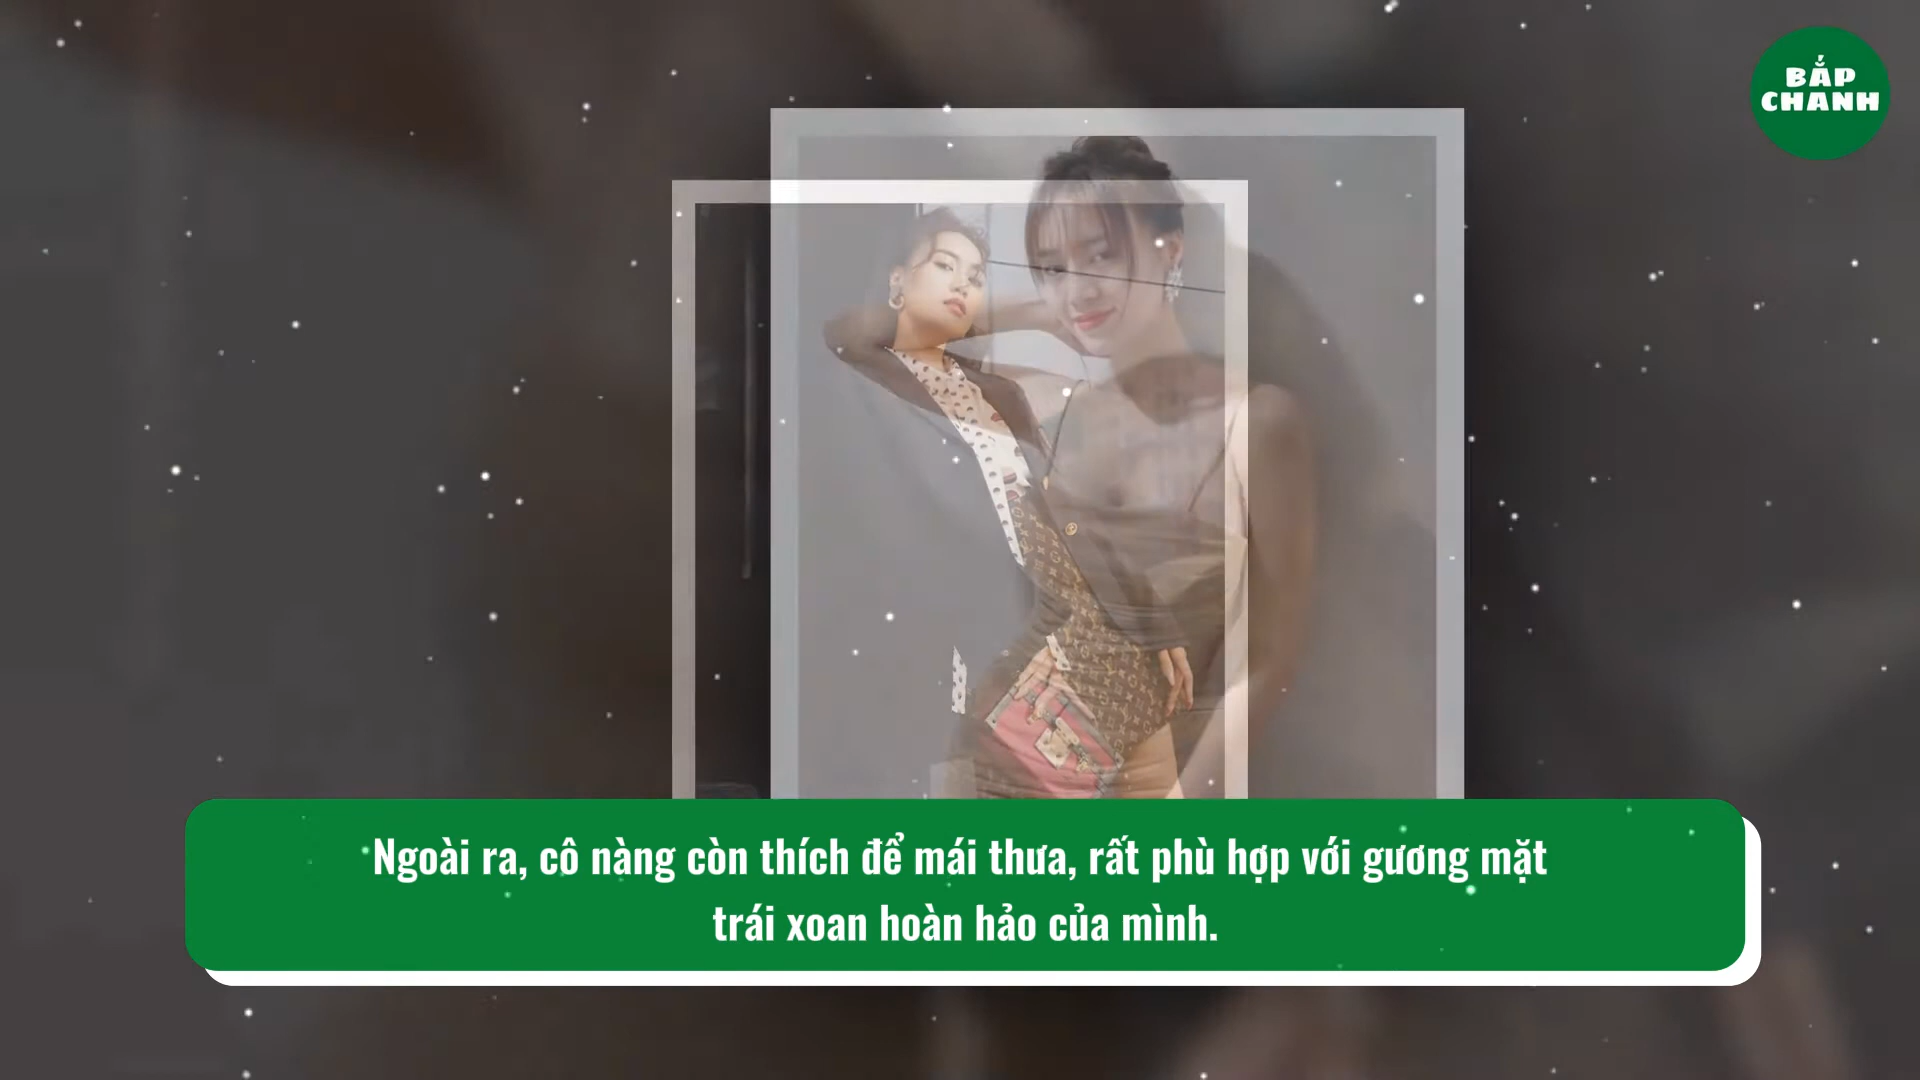 BẮP
CHANH
Ngoài ra, cô nàng còn thích để mái thưa, rất phù hợp với gương mặt
trái xoan hoàn hảo của mình.